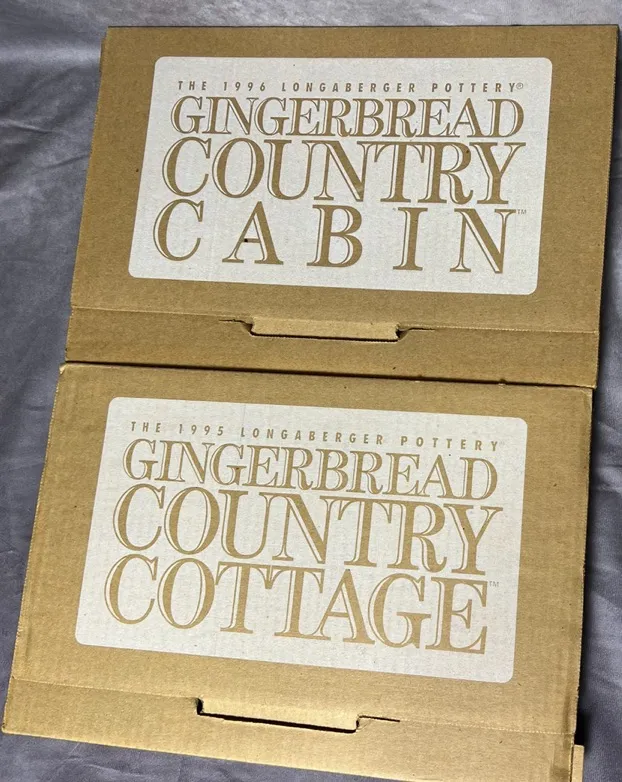 THE 1996 LONGABERGER POTTERY®
GINGERBREAD
COUNTRY
CABIN™
THE 1995 LONGABERGER POTTERY
GINGERBREAD
COUNTRY
COTTAGE™